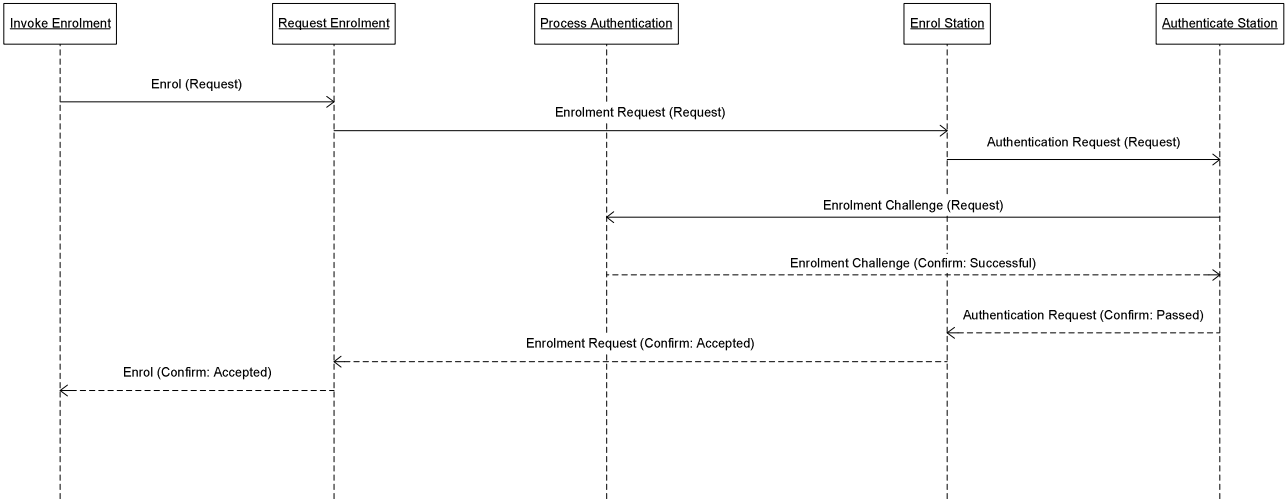 Invoke Enrolment
Request Enrolment
Process Authentication
Enrol Station
Authenticate Station
Enrol (Request)
Enrolment Request (Request)
Authentication Request (Request)
Enrolment Challenge (Request)
Enrolment Challenge (Confirm: Successful)
Authentication Request (Confirm: Passed)
Enrolment Request (Confirm: Accepted)
Enrol (Confirm: Accepted)